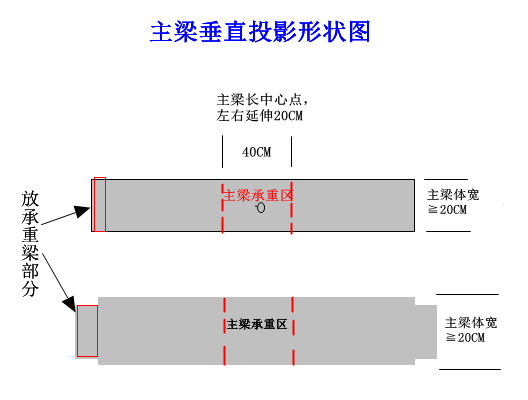 主梁垂直投影形状图
主梁长中心点，
左右延伸20CM
40CM
主梁承重区
主梁体宽
≧20CM
放承重梁部分
主梁承重区
主梁体宽
≧20CM